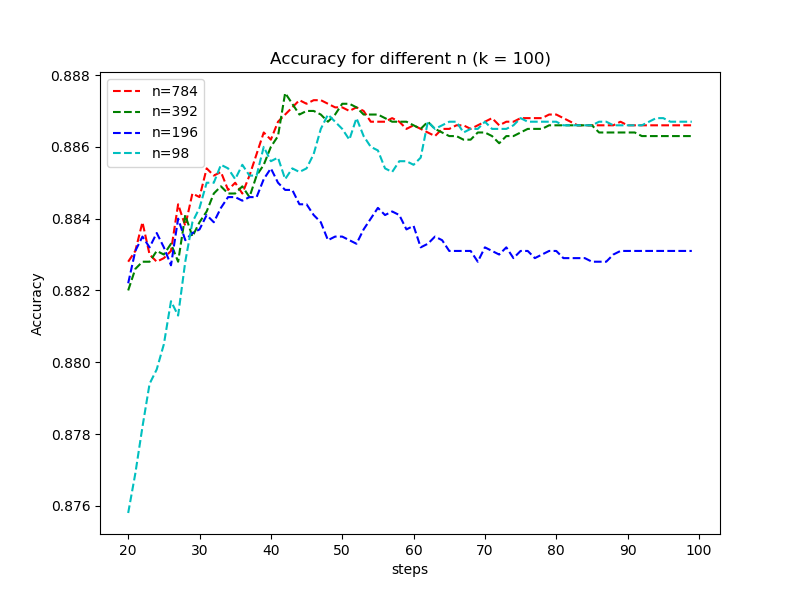 Accuracy for different n (k = 100)
n=784
n=392
n=196
n=98
0.888
0.886
0.884
0.882
0.880
0.878
0.876
Accuracy
20 30 40 50 60 70 80 90 100
steps